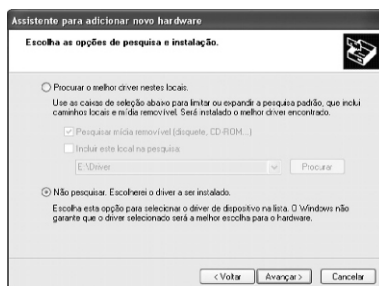 Assistente para adicionar novo hardware
Escolha as opções de pesquisa e instalação.
Procurar o melhor driver nestes locais.
Use as caixas de seleção abaixo para limitar ou expandir a pesquisa padrão, que inclui
caminhos locais e mídia removível. Será instalado o melhor driver encontrado.
Pesquisar mídia removível (disquete, CD-ROM...)
Incluir este local na pesquisa:
E:\Driver
Procurar
Não pesquisar. Escolherei o driver a ser instalado.
Escolha esta opção para selecionar o driver de dispositivo na lista. O Windows não
garante que o driver selecionado será a melhor escolha para o hardware.
< Voltar
Avançar >
Cancelar